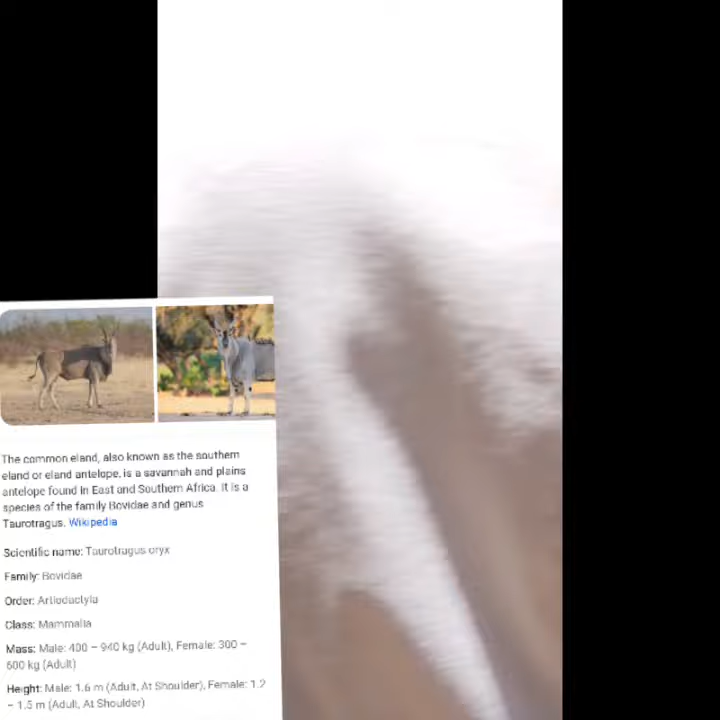 The common eland, also known as the southern
eland or eland antelope, is a savannah and plains
antelope found in East and Southern Africa. It is a
species of the family Bovidae and genus
Taurotragus. Wikipedia
Scientific name: Taurotragus oryx
Family: Bovidae
Order: Artiodactyla
Class: Mammalia
Mass: Male: 400 – 940 kg (Adult), Female: 300 –
600 kg (Adult)
Height: Male: 1.6 m (Adult, At Shoulder), Female: 1.2
– 1.5 m (Adult, At Shoulder)